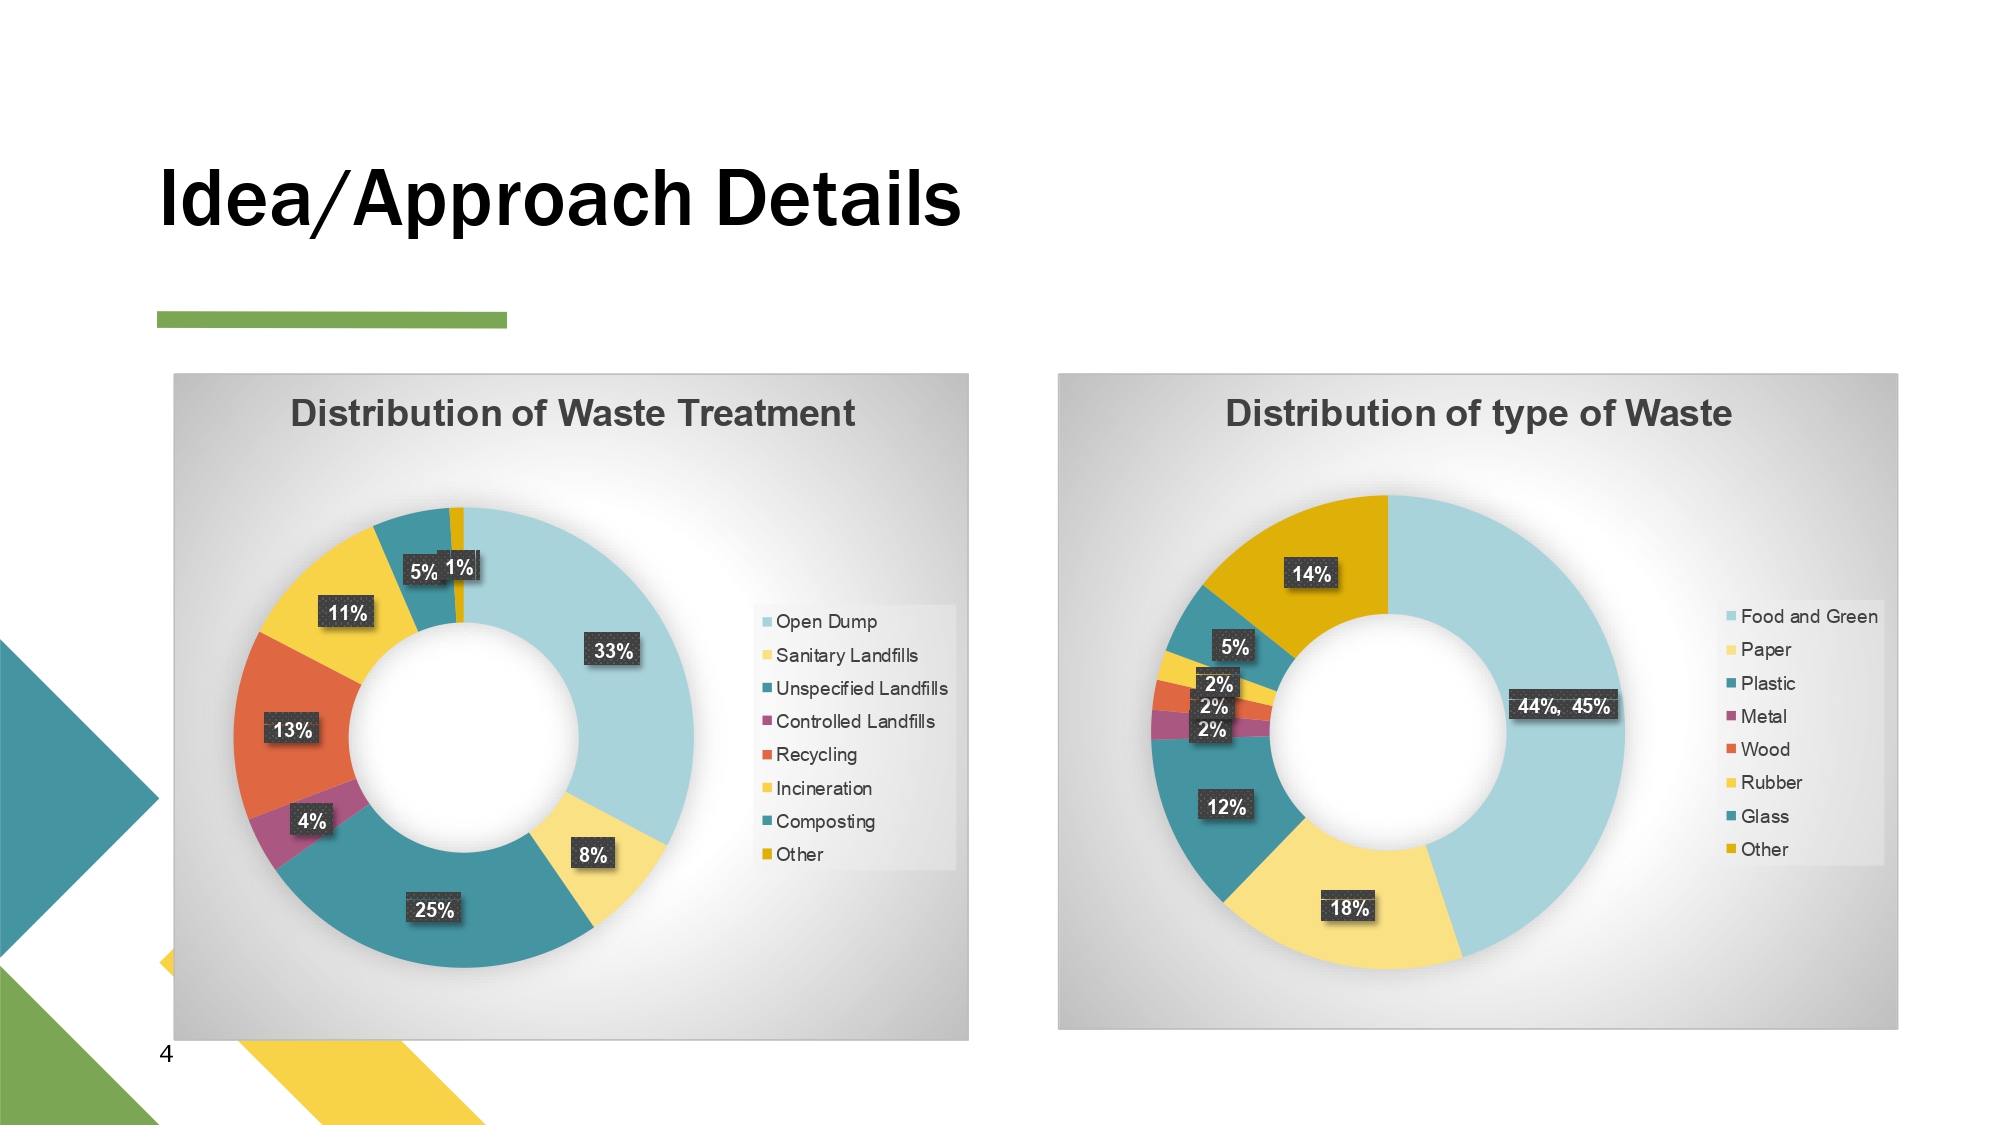 Idea/Approach Details
Distribution of Waste Treatment
1%
5%
11%
33%
13%
4%
8%
25%
Open Dump
Sanitary Landfills
Unspecified Landfills
Controlled Landfills
Recycling
Incineration
Composting
Other
Distribution of type of Waste
14%
5%
2%
2%
2%
44%, 45%
12%
18%
Food and Green
Paper
Plastic
Metal
Wood
Rubber
Glass
Other
4